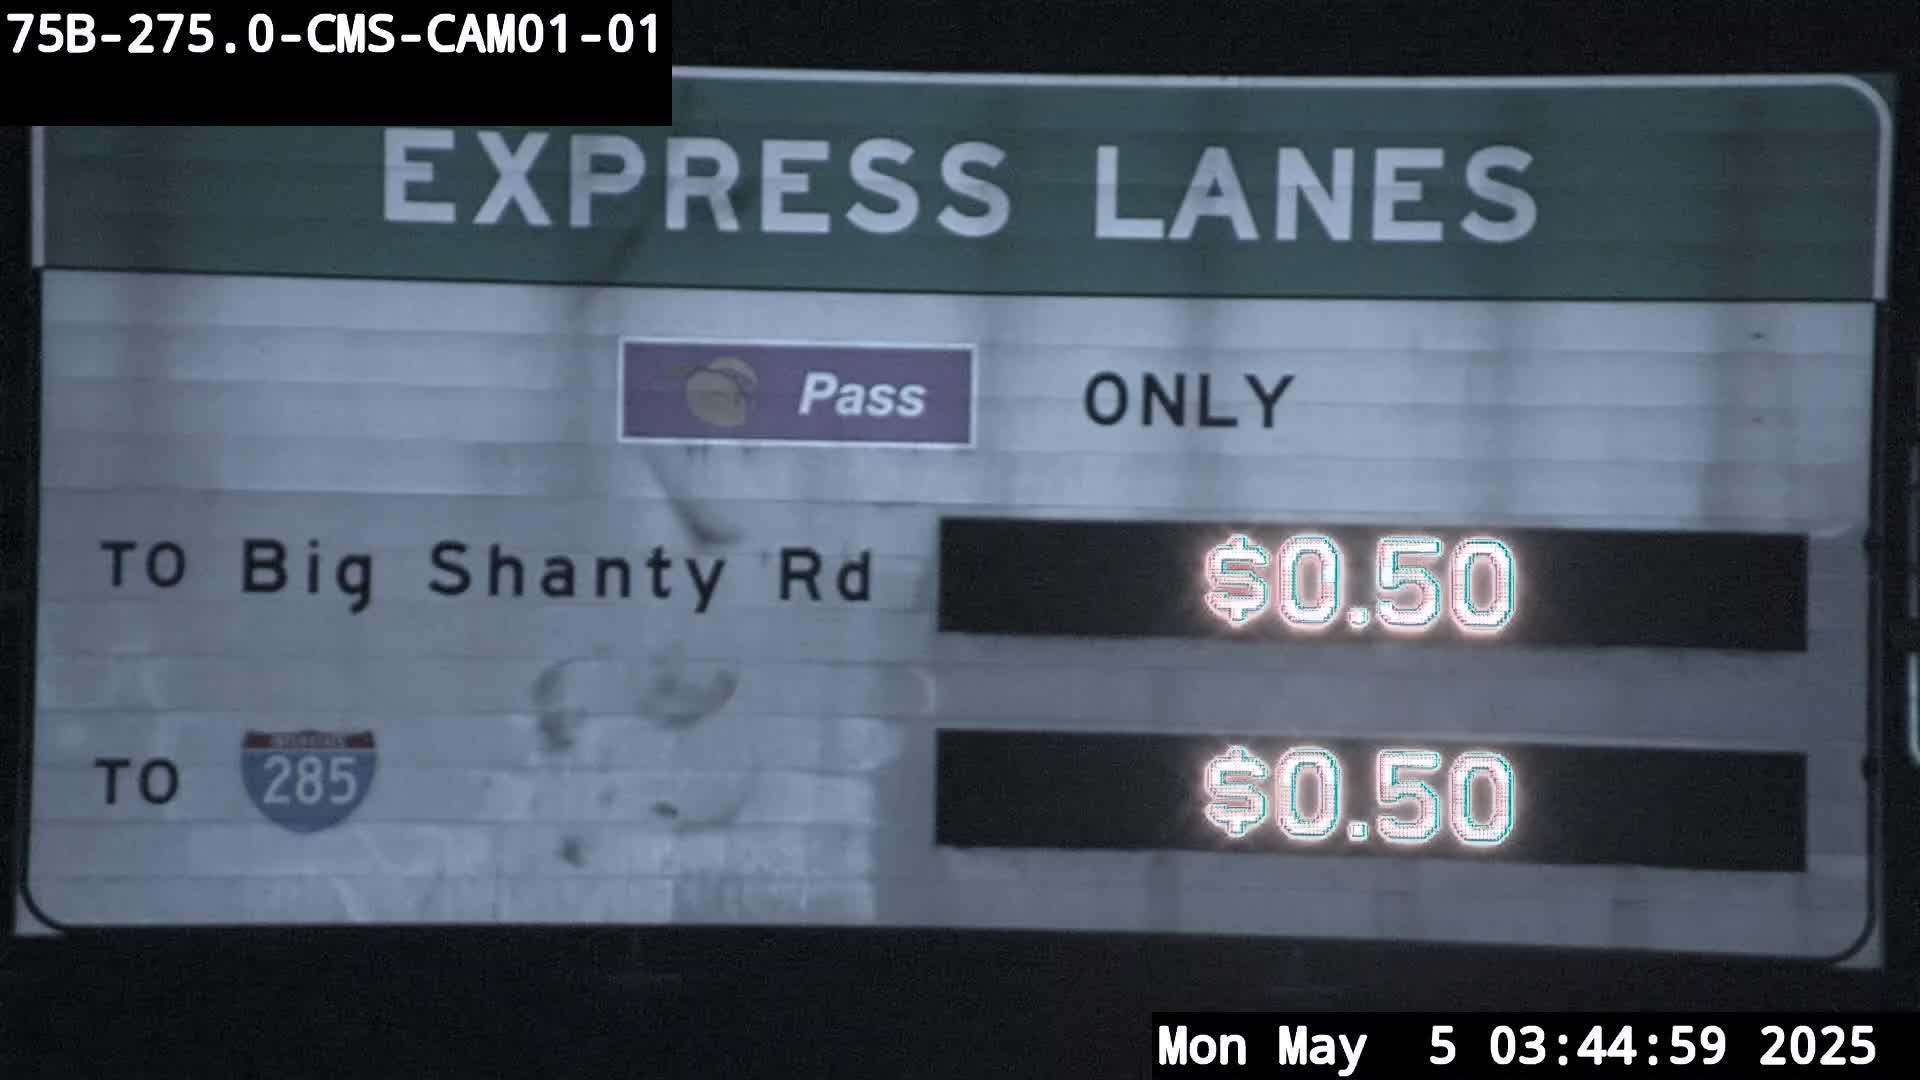 75B-275.0-CMS-CAM01-01
EXPRESS LANES
Pass ONLY
TO Big Shanty Rd $0.50
TO 285 $0.50
Mon May 5 03:44:59 2025